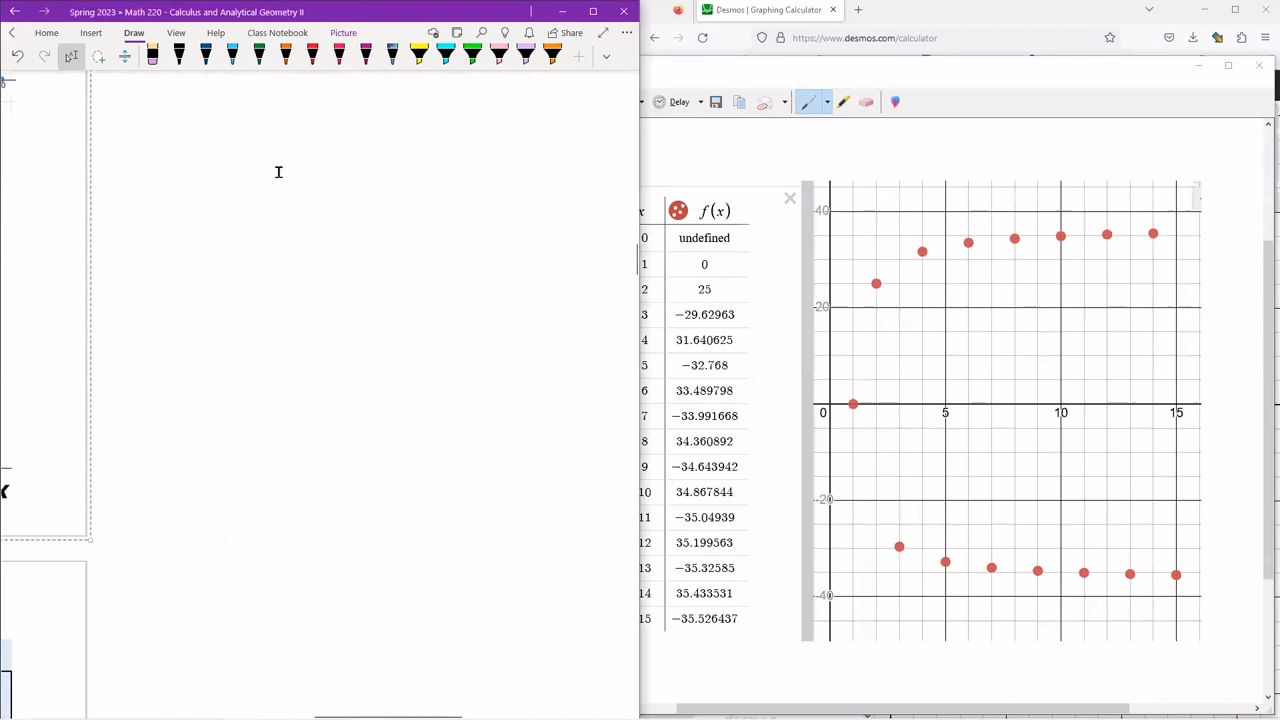 Spring 2023 » Math 220 - Calculus and Analytical Geometry II
Home Insert Draw View Help Class Notebook Picture Share
Desmos | Graphing Calculator
https://www.desmos.com/calculator
Delay
x f(x)
0 undefined
1 0
2 25
3 −29.62963
4 31.640625
5 −32.768
6 33.489798
7 −33.991668
8 34.360892
9 −34.643942
10 34.867844
11 −35.04939
12 35.199563
13 −35.32585
14 35.433531
15 −35.526437
40
20
0 5 10 15
-20
-40
x